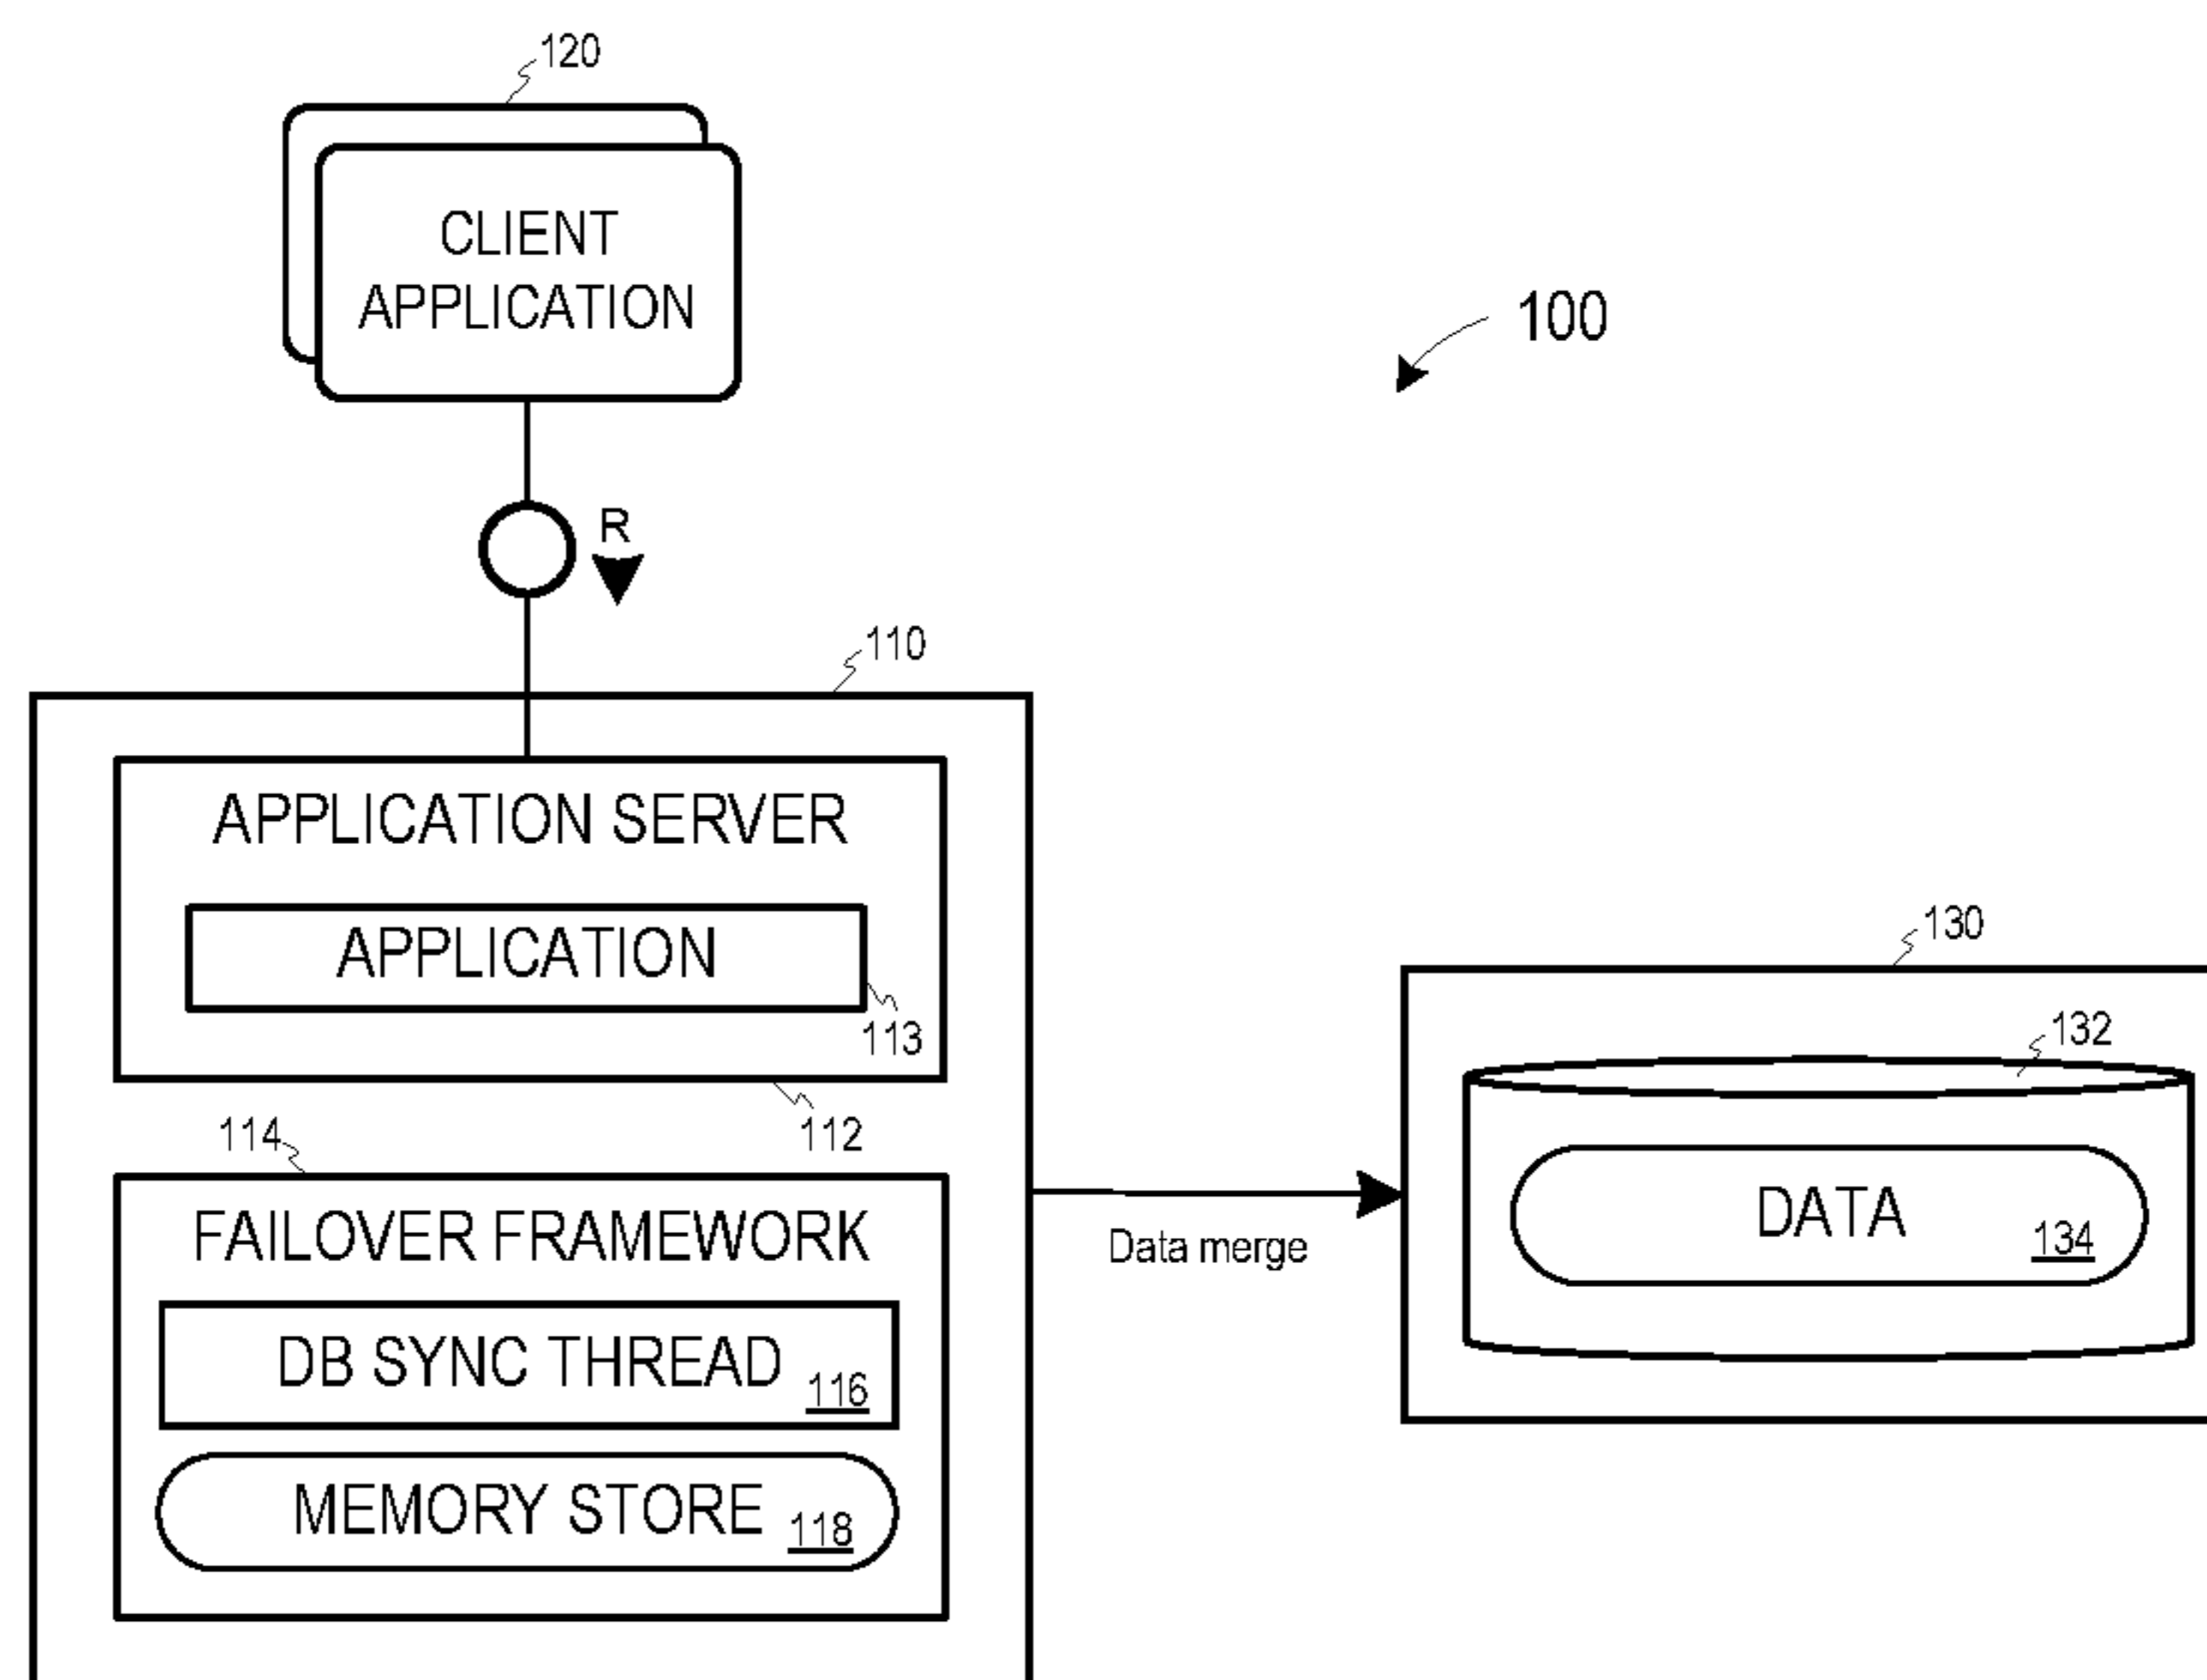 120
CLIENT
APPLICATION
100
R
110
APPLICATION SERVER
APPLICATION
113
112
114
FAILOVER FRAMEWORK
DB SYNC THREAD 116
MEMORY STORE 118
Data merge
130
132
DATA 134